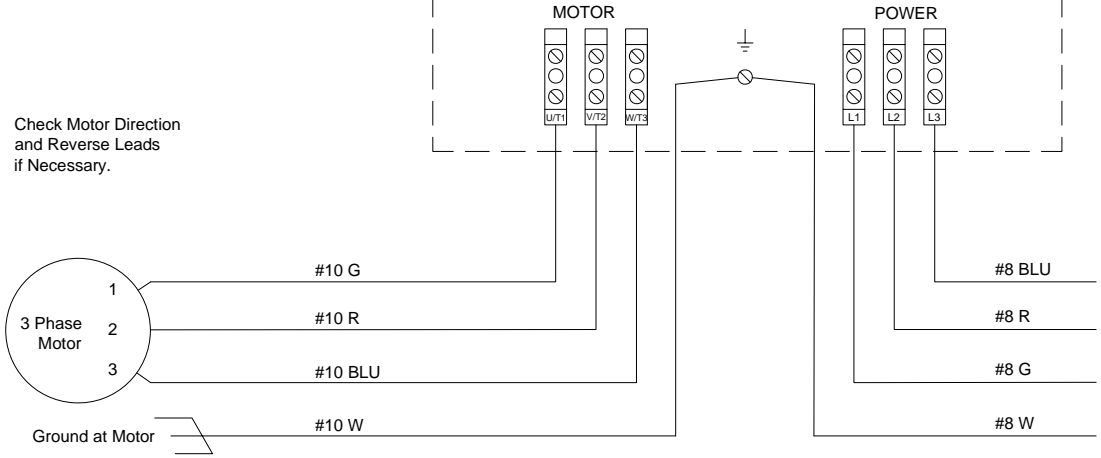 MOTOR
POWER
U/T1
V/T2
W/T3
L1
L2
L3
Check Motor Direction
and Reverse Leads
if Necessary.
#10 G
#8 BLU
1
3 Phase
Motor
2
#10 R
#8 R
3
#10 BLU
#8 G
Ground at Motor
#10 W
#8 W